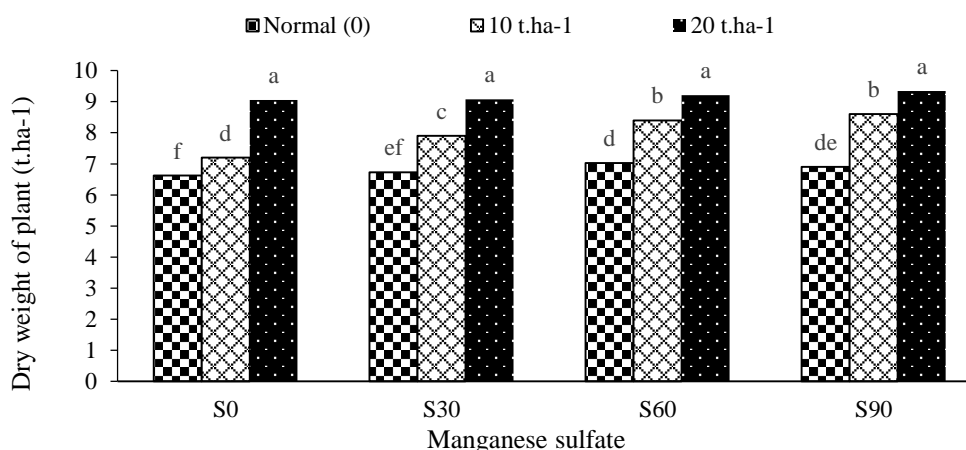 Normal (0) 10 t.ha-1 20 t.ha-1
Dry weight of plant (t.ha-1)
10
9
8
7
6
5
4
3
2
1
0
f d a
ef c a
d b a
de b a
S0 S30 S60 S90
Manganese sulfate